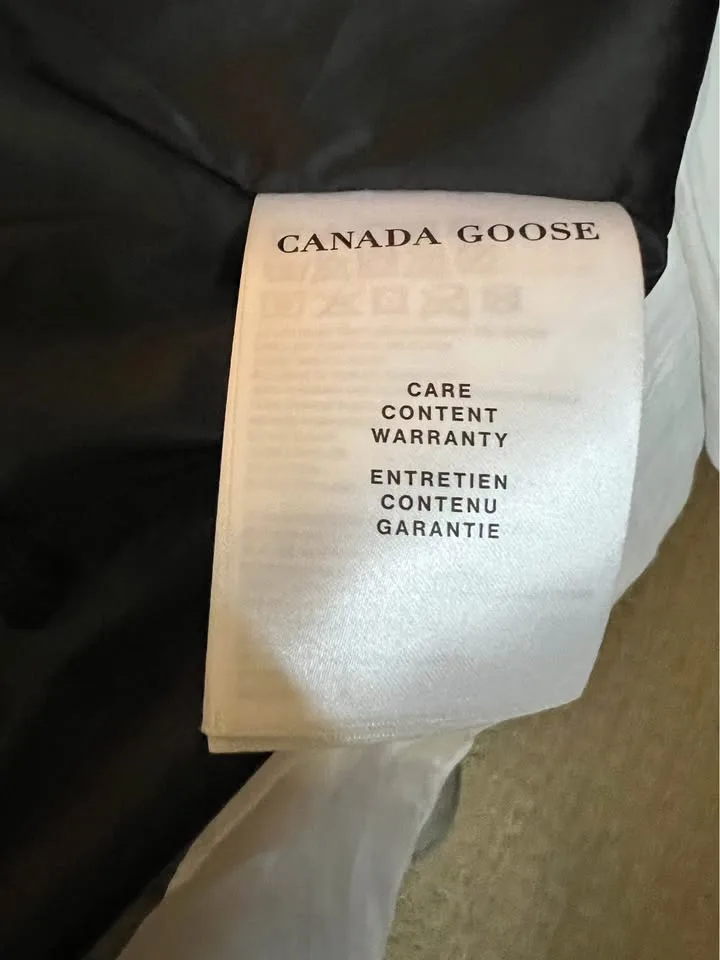 CANADA GOOSE
CARE
CONTENT
WARRANTY
ENTRETIEN
CONTENU
GARANTIE